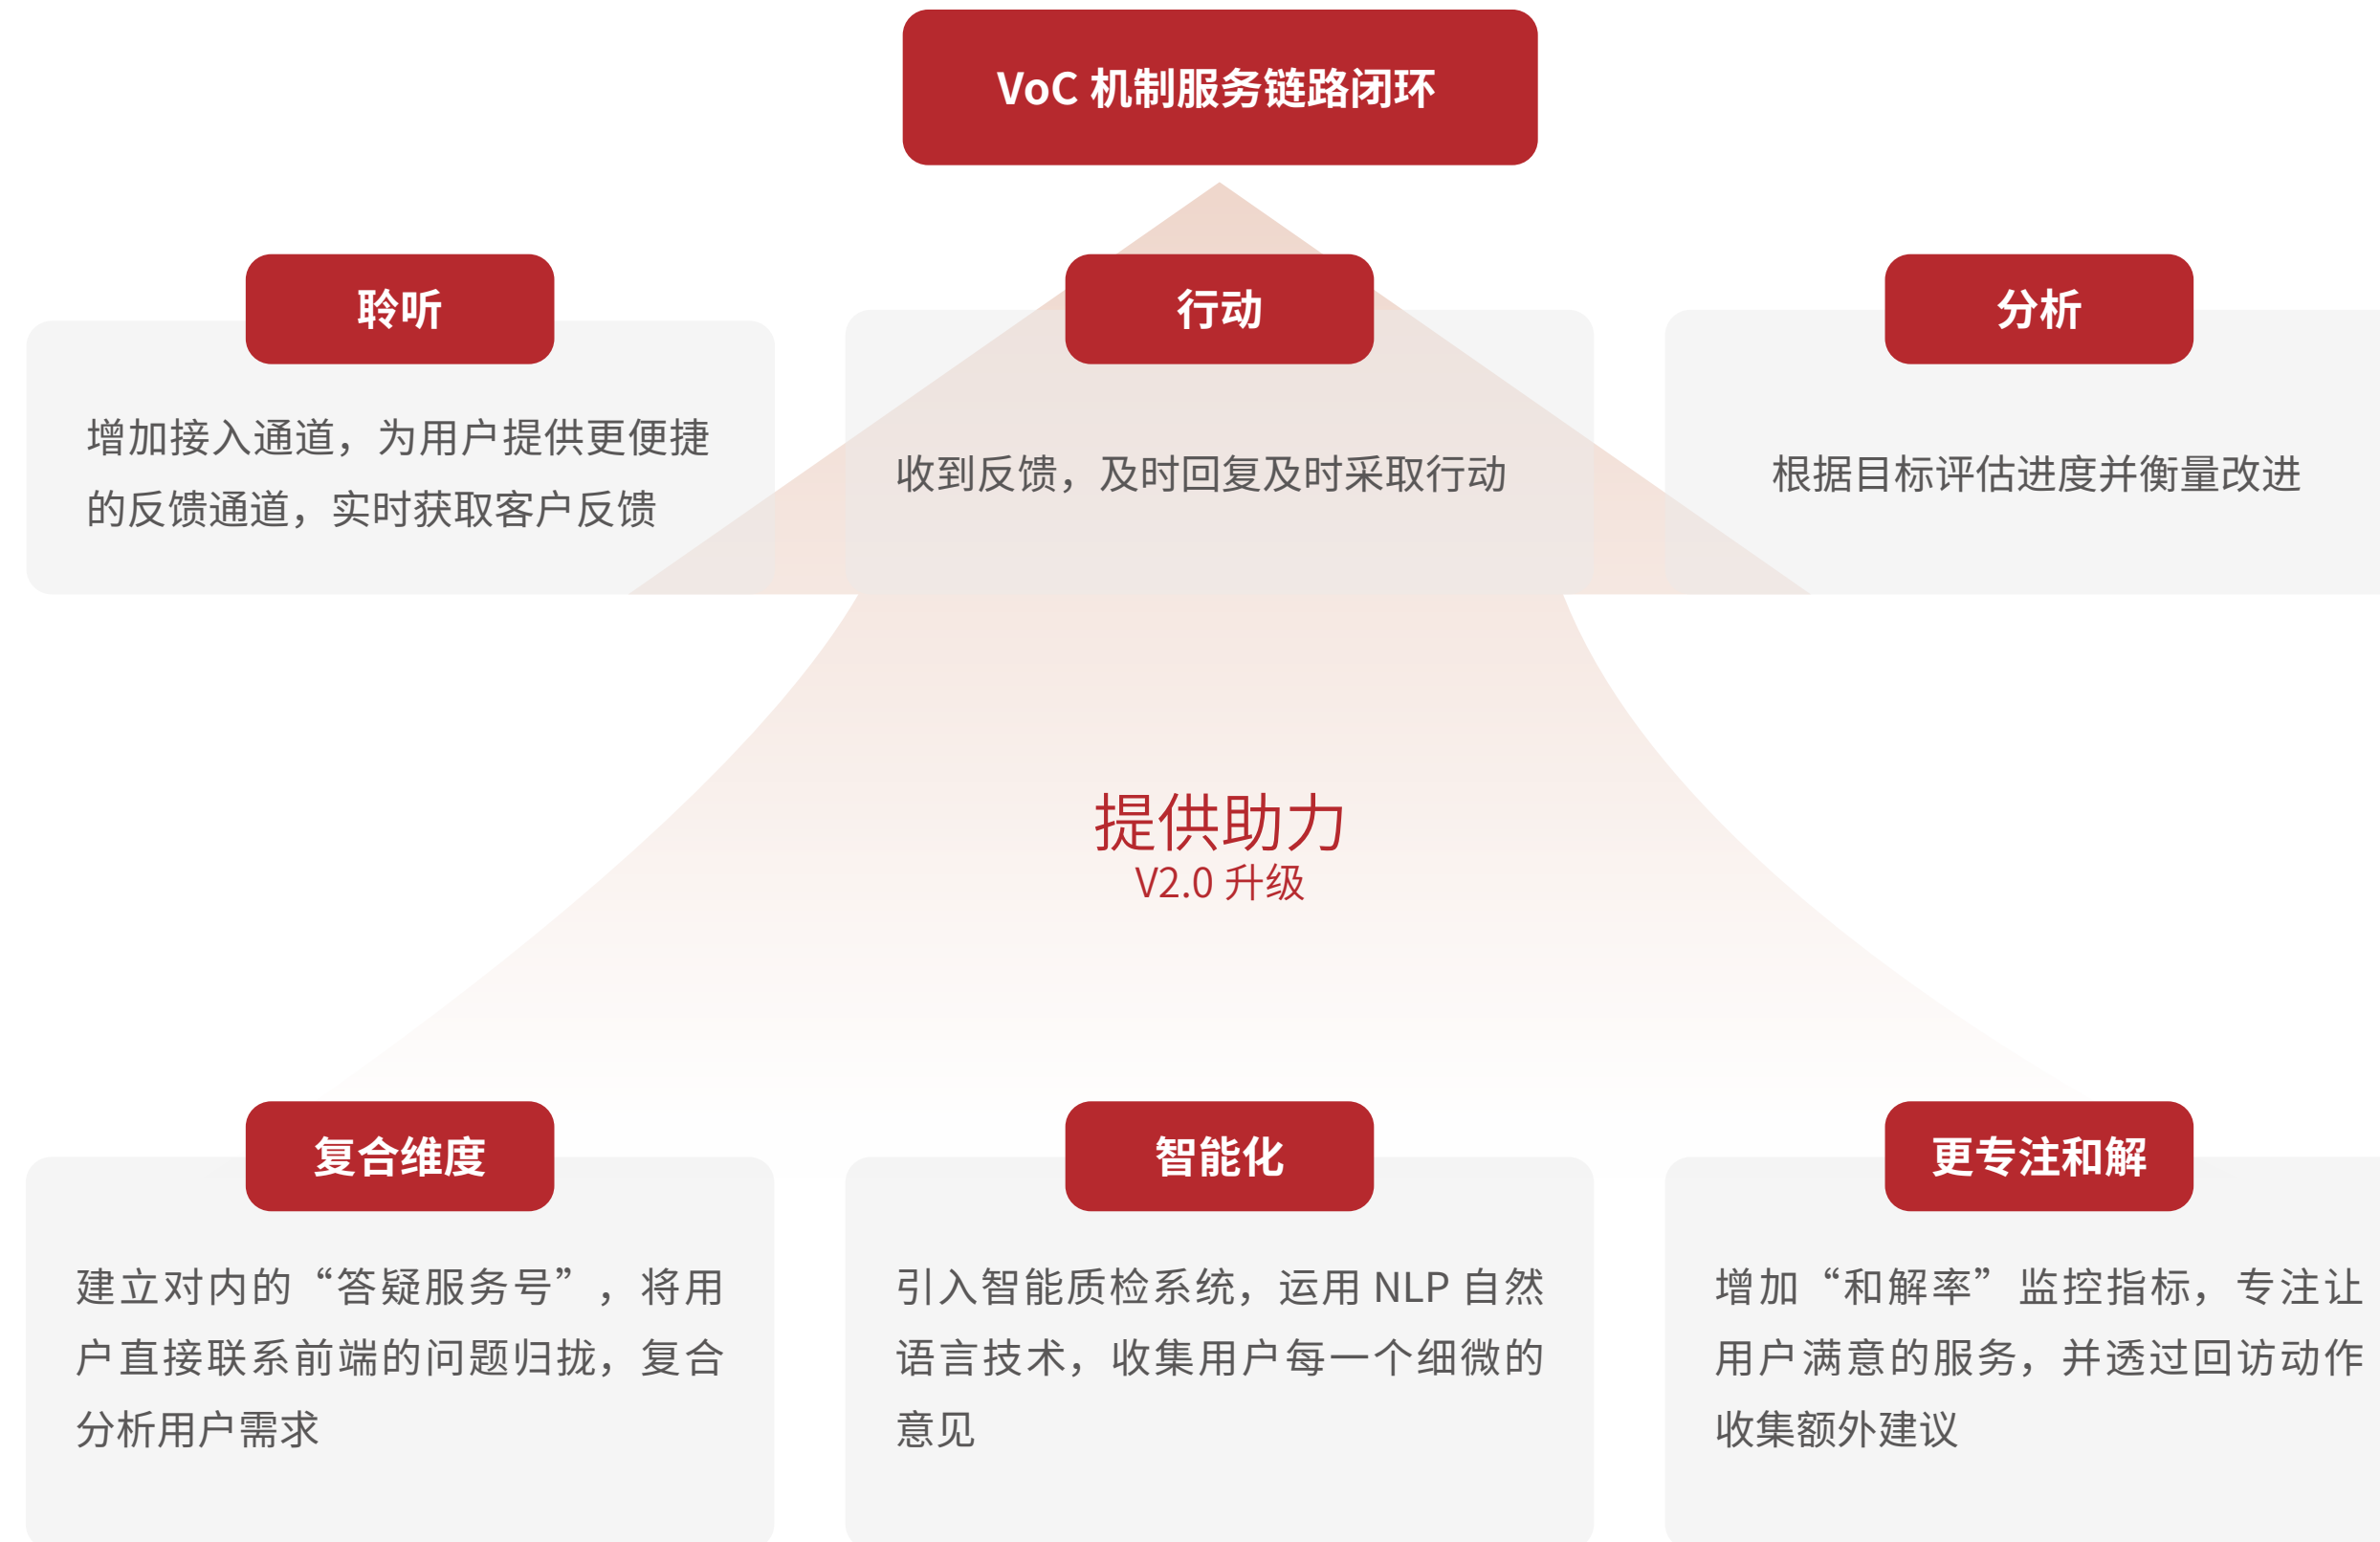 VoC 机制服务链路闭环
聆听
增加接入通道，为用户提供更便捷
的反馈通道，实时获取客户反馈
行动
收到反馈，及时回复及时采取行动
分析
根据目标评估进度并衡量改进
提供助力
V2.0 升级
复合维度
建立对内的“答疑服务号”，将用
户直接联系前端的问题归拢，复合
分析用户需求
智能化
引入智能质检系统，运用 NLP 自然
语言技术，收集用户每一个细微的
意见
更专注和解
增加“和解率”监控指标，专注让
用户满意的服务，并透过回访动作
收集额外建议